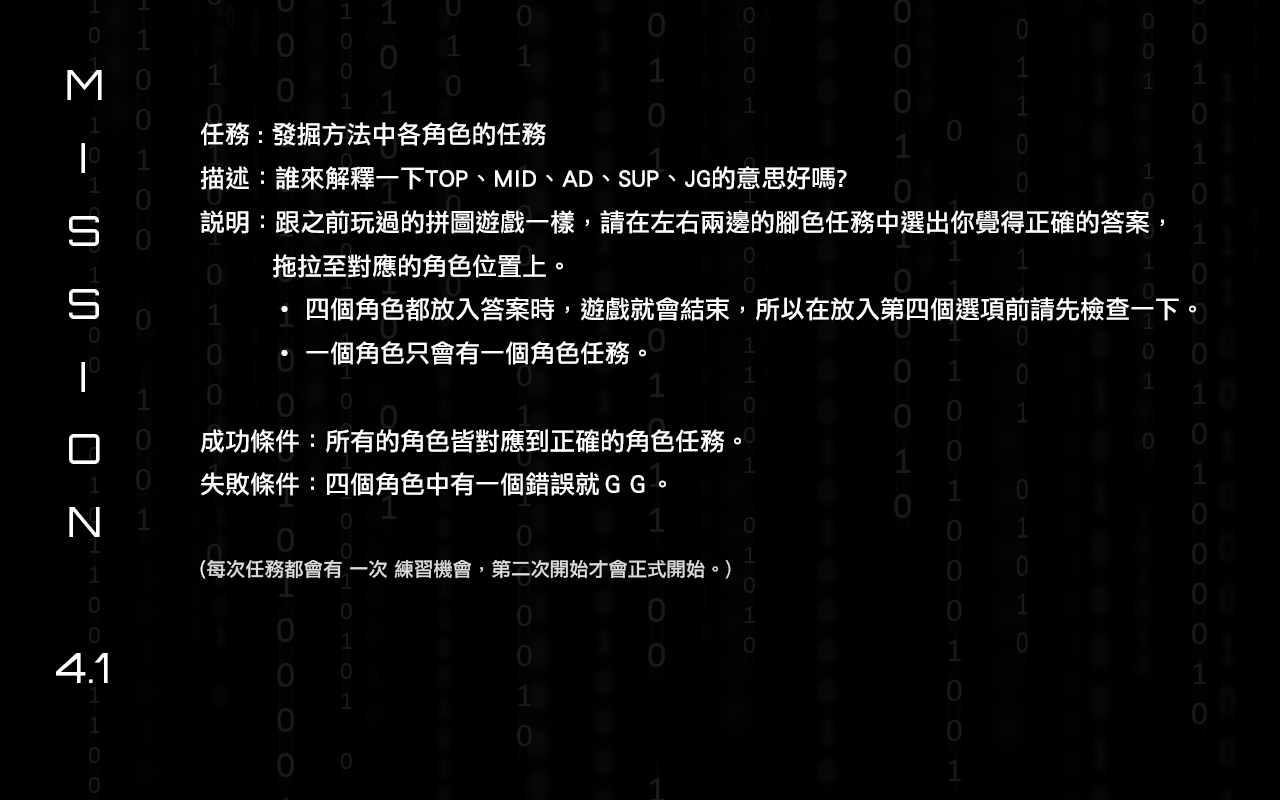 MISSION
4.1
任務：發掘方法中各角色的任務
描述：誰來解釋一下TOP、MID、AD、SUP、JG的意思好嗎?
說明：跟之前玩過的拼圖遊戲一樣，請在左右兩邊的腳色任務中選出你覺得正確的答案，
拖拉至對應的角色位置上。
• 四個角色都放入答案時，遊戲就會結束，所以在放入第四個選項前請先檢查一下。
• 一個角色只會有一個角色任務。
成功條件：所有的角色皆對應到正確的角色任務。
失敗條件：四個角色中有一個錯誤就ＧＧ。
(每次任務都會有 一次 練習機會，第二次開始才會正式開始。)